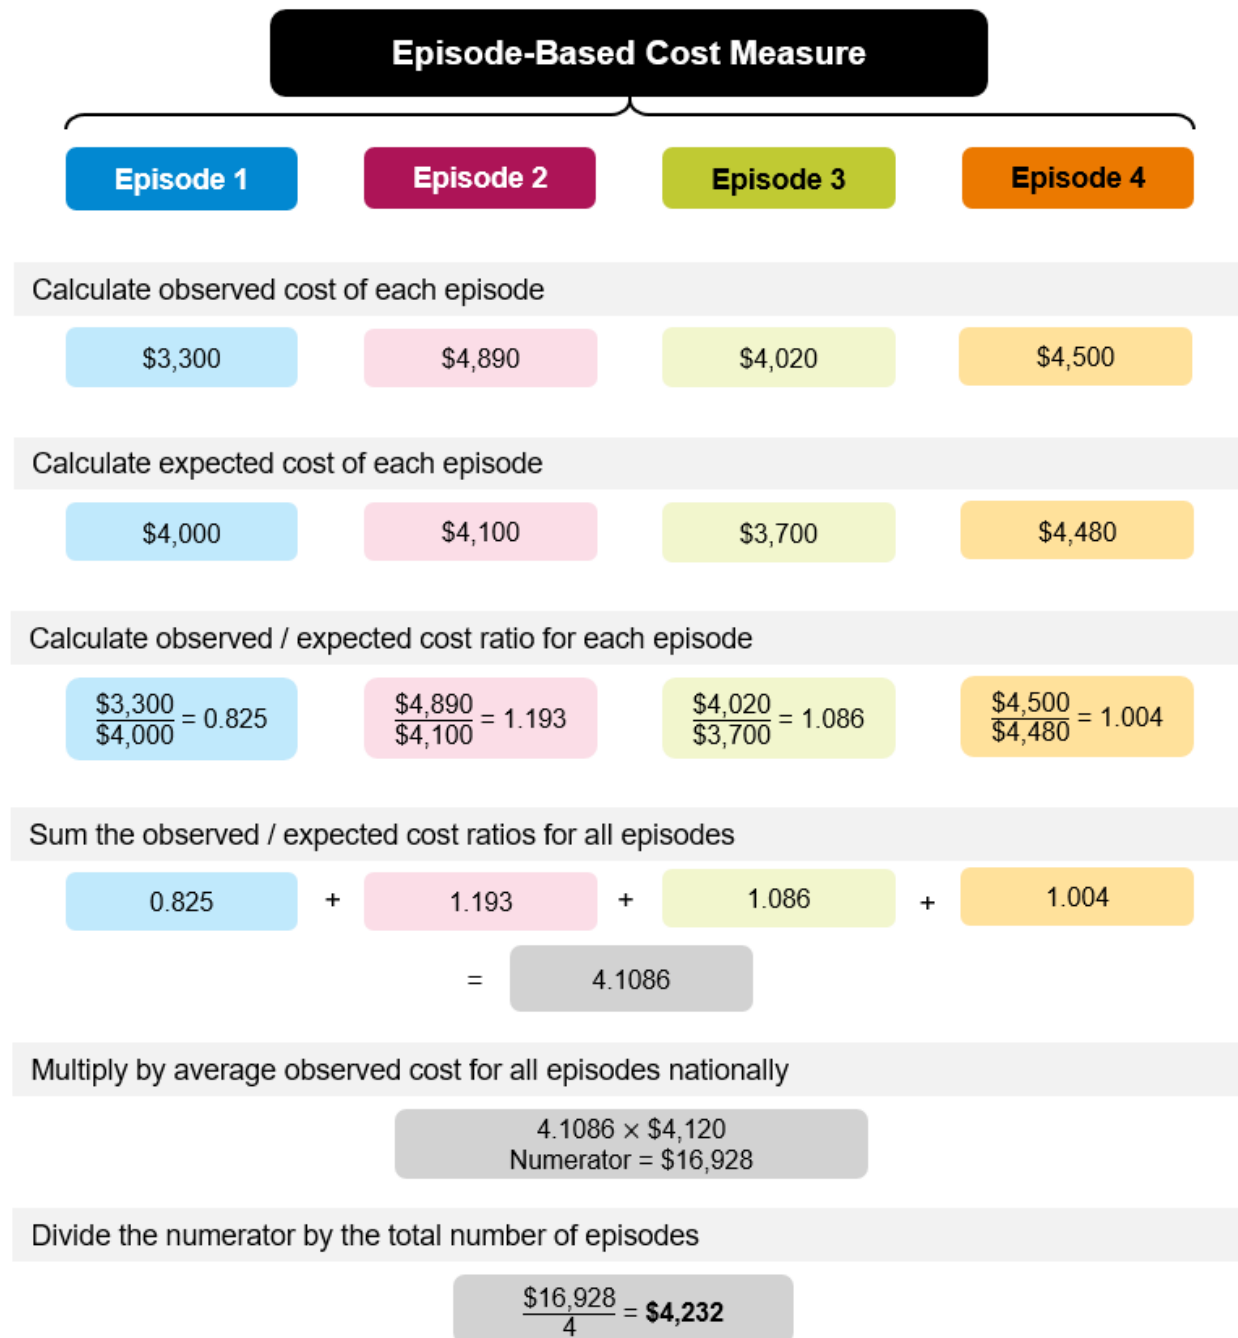 Episode-Based Cost Measure
Episode 1 Episode 2 Episode 3 Episode 4
Calculate observed cost of each episode
$3,300 $4,890 $4,020 $4,500
Calculate expected cost of each episode
$4,000 $4,100 $3,700 $4,480
Calculate observed / expected cost ratio for each episode
$3,300 / $4,000 = 0.825 $4,890 / $4,100 = 1.193 $4,020 / $3,700 = 1.086 $4,500 / $4,480 = 1.004
Sum the observed / expected cost ratios for all episodes
0.825 + 1.193 + 1.086 + 1.004
= 4.1086
Multiply by average observed cost for all episodes nationally
4.1086 × $4,120
Numerator = $16,928
Divide the numerator by the total number of episodes
$16,928 / 4 = $4,232